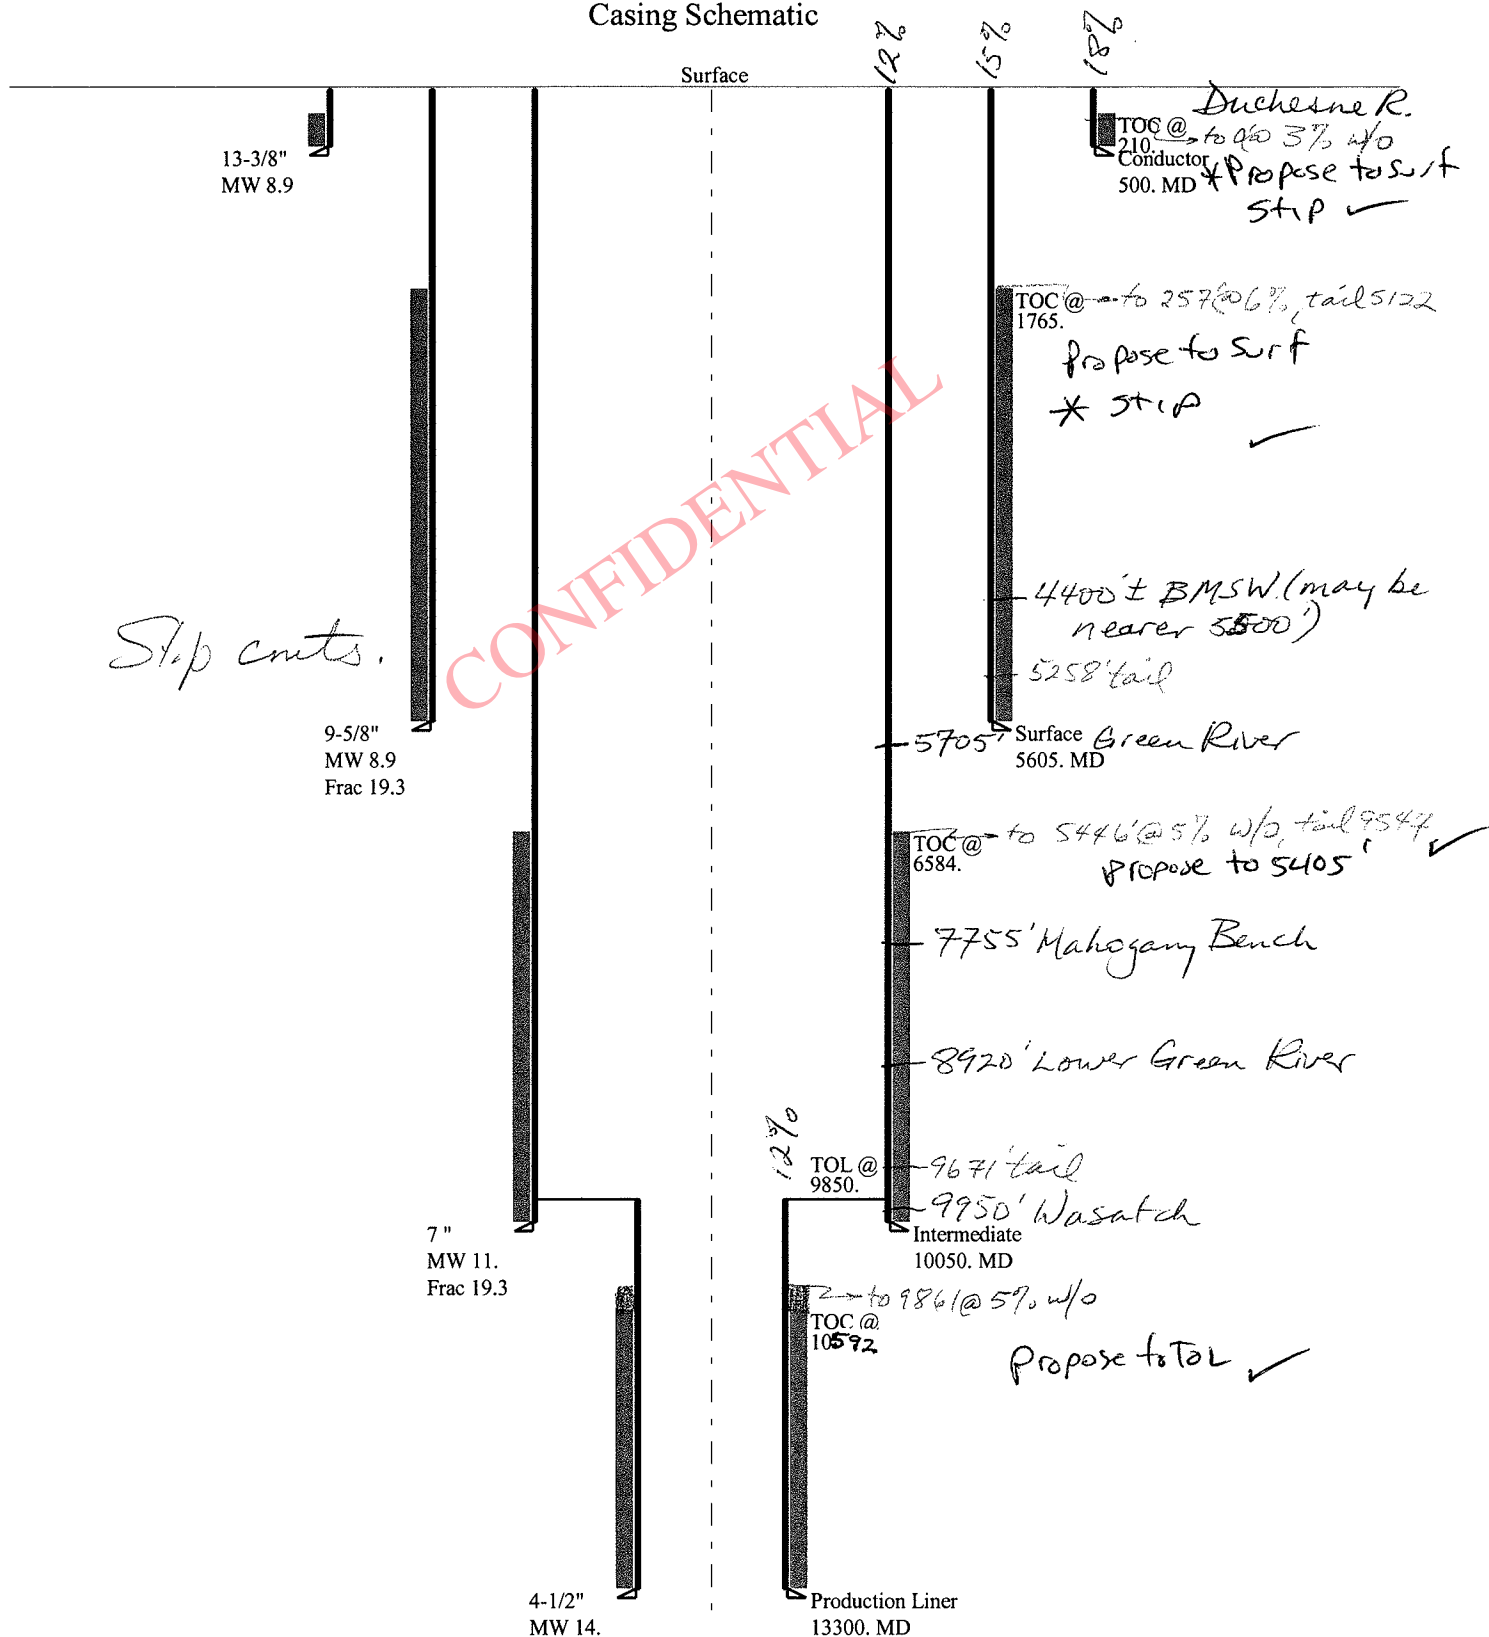 Casing Schematic
12%
15%
18%
Surface
Duchesne R.
TOC @
210.
to @ 3% w/o
Conductor
500. MD
*Propose to surf
stip ✓
13-3/8"
MW 8.9
TOC @
1765.
to 257@6%, tail 5122
Propose to Surf
* stip
✓
CONFIDENTIAL
4400'± BMSW (may be
nearer 5500')
5258' tail
Stip cmts.
9-5/8"
MW 8.9
Frac 19.3
5705' Green River
Surface
5605. MD
TOC @
6584.
to 5446'@5% w/o, tail 9547
propose to 5405' ✓
7755' Mahogany Bench
8920' Lower Green River
12%
TOL @
9850.
9671' tail
9950' Wasatch
7 "
MW 11.
Frac 19.3
Intermediate
10050. MD
to 9861@5% w/o
TOC @
10592
propose to TOL ✓
4-1/2"
MW 14.
Production Liner
13300. MD